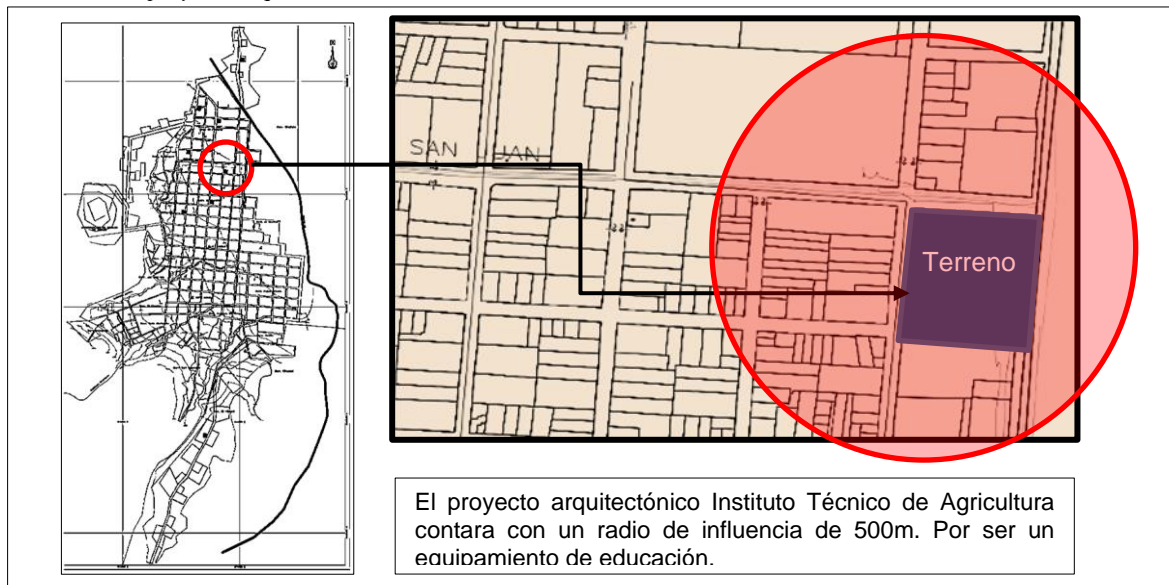 SAN JUAN
Terreno
El proyecto arquitectónico Instituto Técnico de Agricultura
contara con un radio de influencia de 500m. Por ser un
equipamiento de educación.